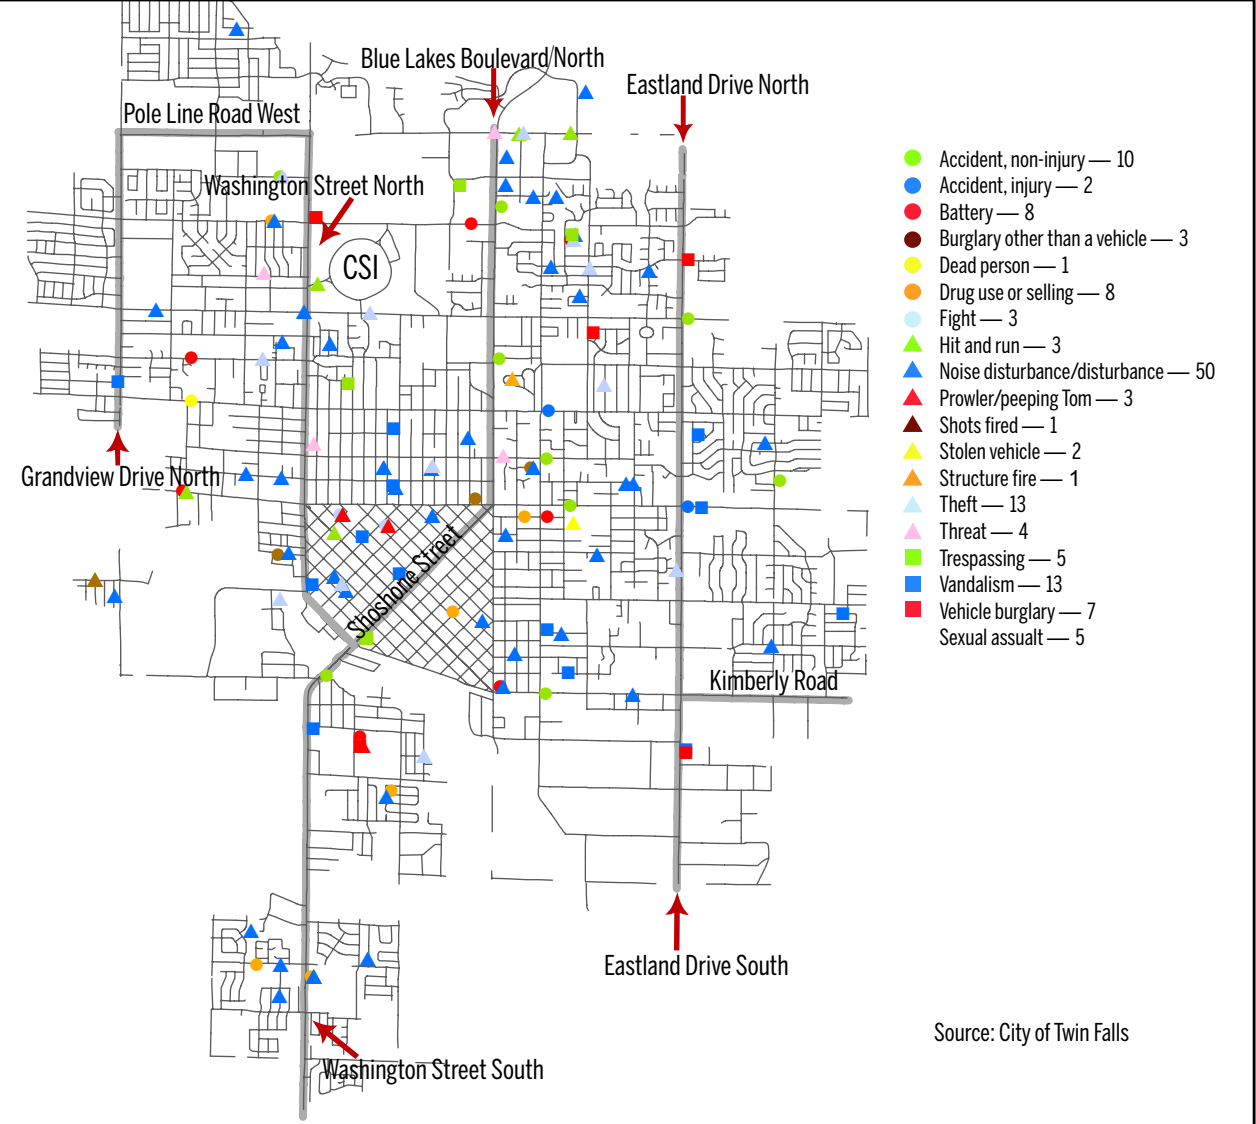 Blue Lakes Boulevard North
Eastland Drive North
Pole Line Road West
Washington Street North
CSI
Grandview Drive North
Shoshone Street
Kimberly Road
Eastland Drive South
Washington Street South
Accident, non-injury — 10
Accident, injury — 2
Battery — 8
Burglary other than a vehicle — 3
Dead person — 1
Drug use or selling — 8
Fight — 3
Hit and run — 3
Noise disturbance/disturbance — 50
Prowler/peeping Tom — 3
Shots fired — 1
Stolen vehicle — 2
Structure fire — 1
Theft — 13
Threat — 4
Trespassing — 5
Vandalism — 13
Vehicle burglary — 7
Sexual assualt — 5
Source: City of Twin Falls